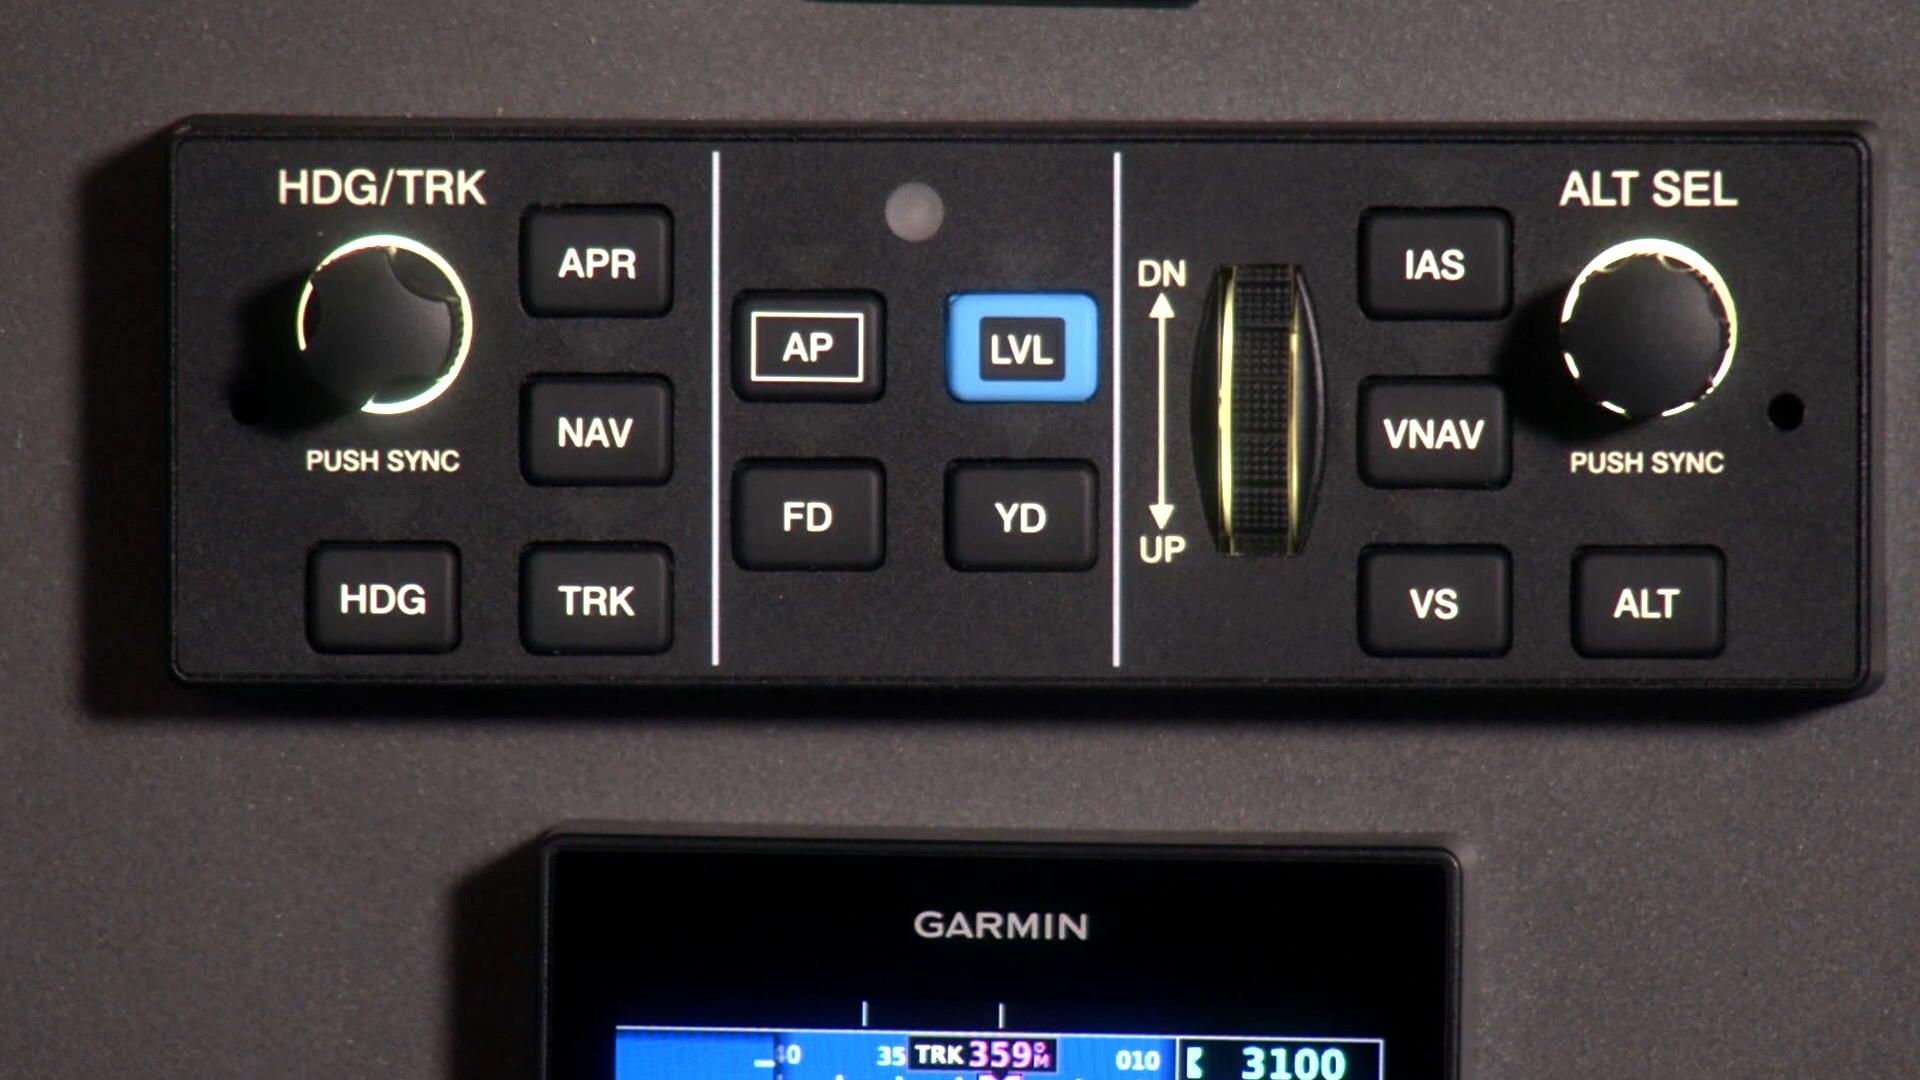 HDG/TRK
APR
NAV
PUSH SYNC
HDG
TRK
AP
LVL
FD
YD
DN
UP
IAS
VNAV
VS
ALT SEL
PUSH SYNC
ALT
GARMIN
35 TRK 359°M 010 3100